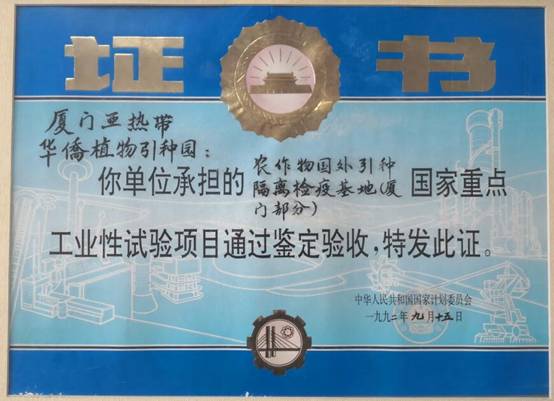 证书
厦门亚热带
华侨植物引种园：
你单位承担的农作物国外引种隔离检疫基地（厦门部分）国家重点
工业性试验项目通过鉴定验收，特发此证。
中华人民共和国国家计划委员会
一九九二年九月十五日